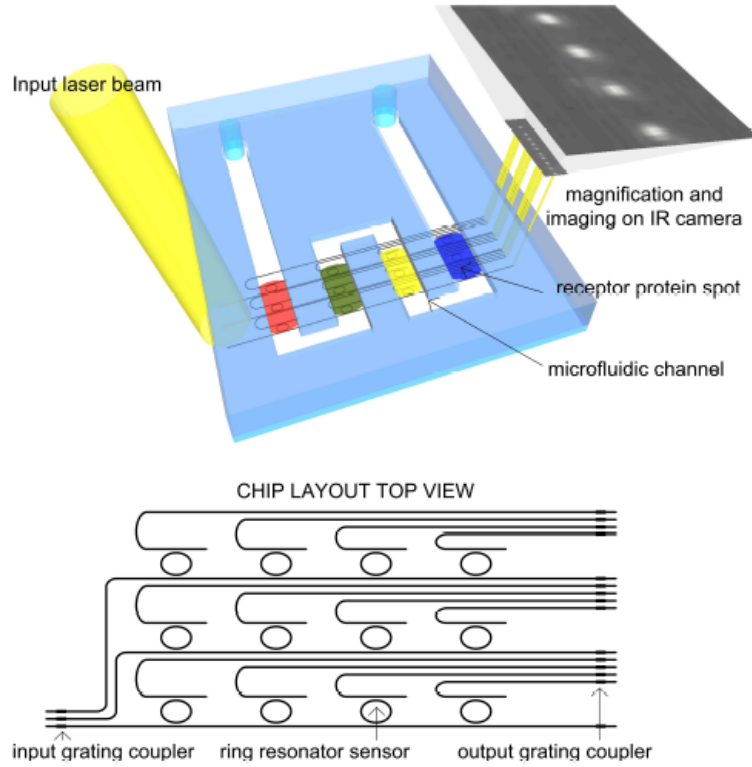 Input laser beam
magnification and
imaging on IR camera
receptor protein spot
microfluidic channel
CHIP LAYOUT TOP VIEW
input grating coupler
ring resonator sensor
output grating coupler